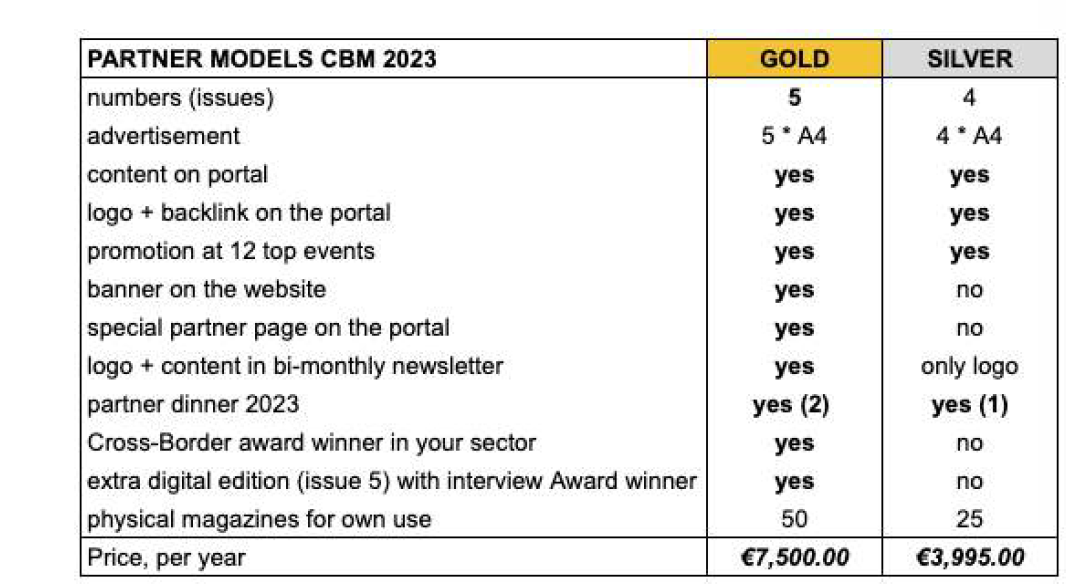 PARTNER MODELS CBM 2023 GOLD SILVER
numbers (issues) 5 4
advertisement 5 * A4 4 * A4
content on portal yes yes
logo + backlink on the portal yes yes
promotion at 12 top events yes yes
banner on the website yes no
special partner page on the portal yes no
logo + content in bi-monthly newsletter yes only logo
partner dinner 2023 yes (2) yes (1)
Cross-Border award winner in your sector yes no
extra digital edition (issue 5) with interview Award winner yes no
physical magazines for own use 50 25
Price, per year €7,500.00 €3,995.00